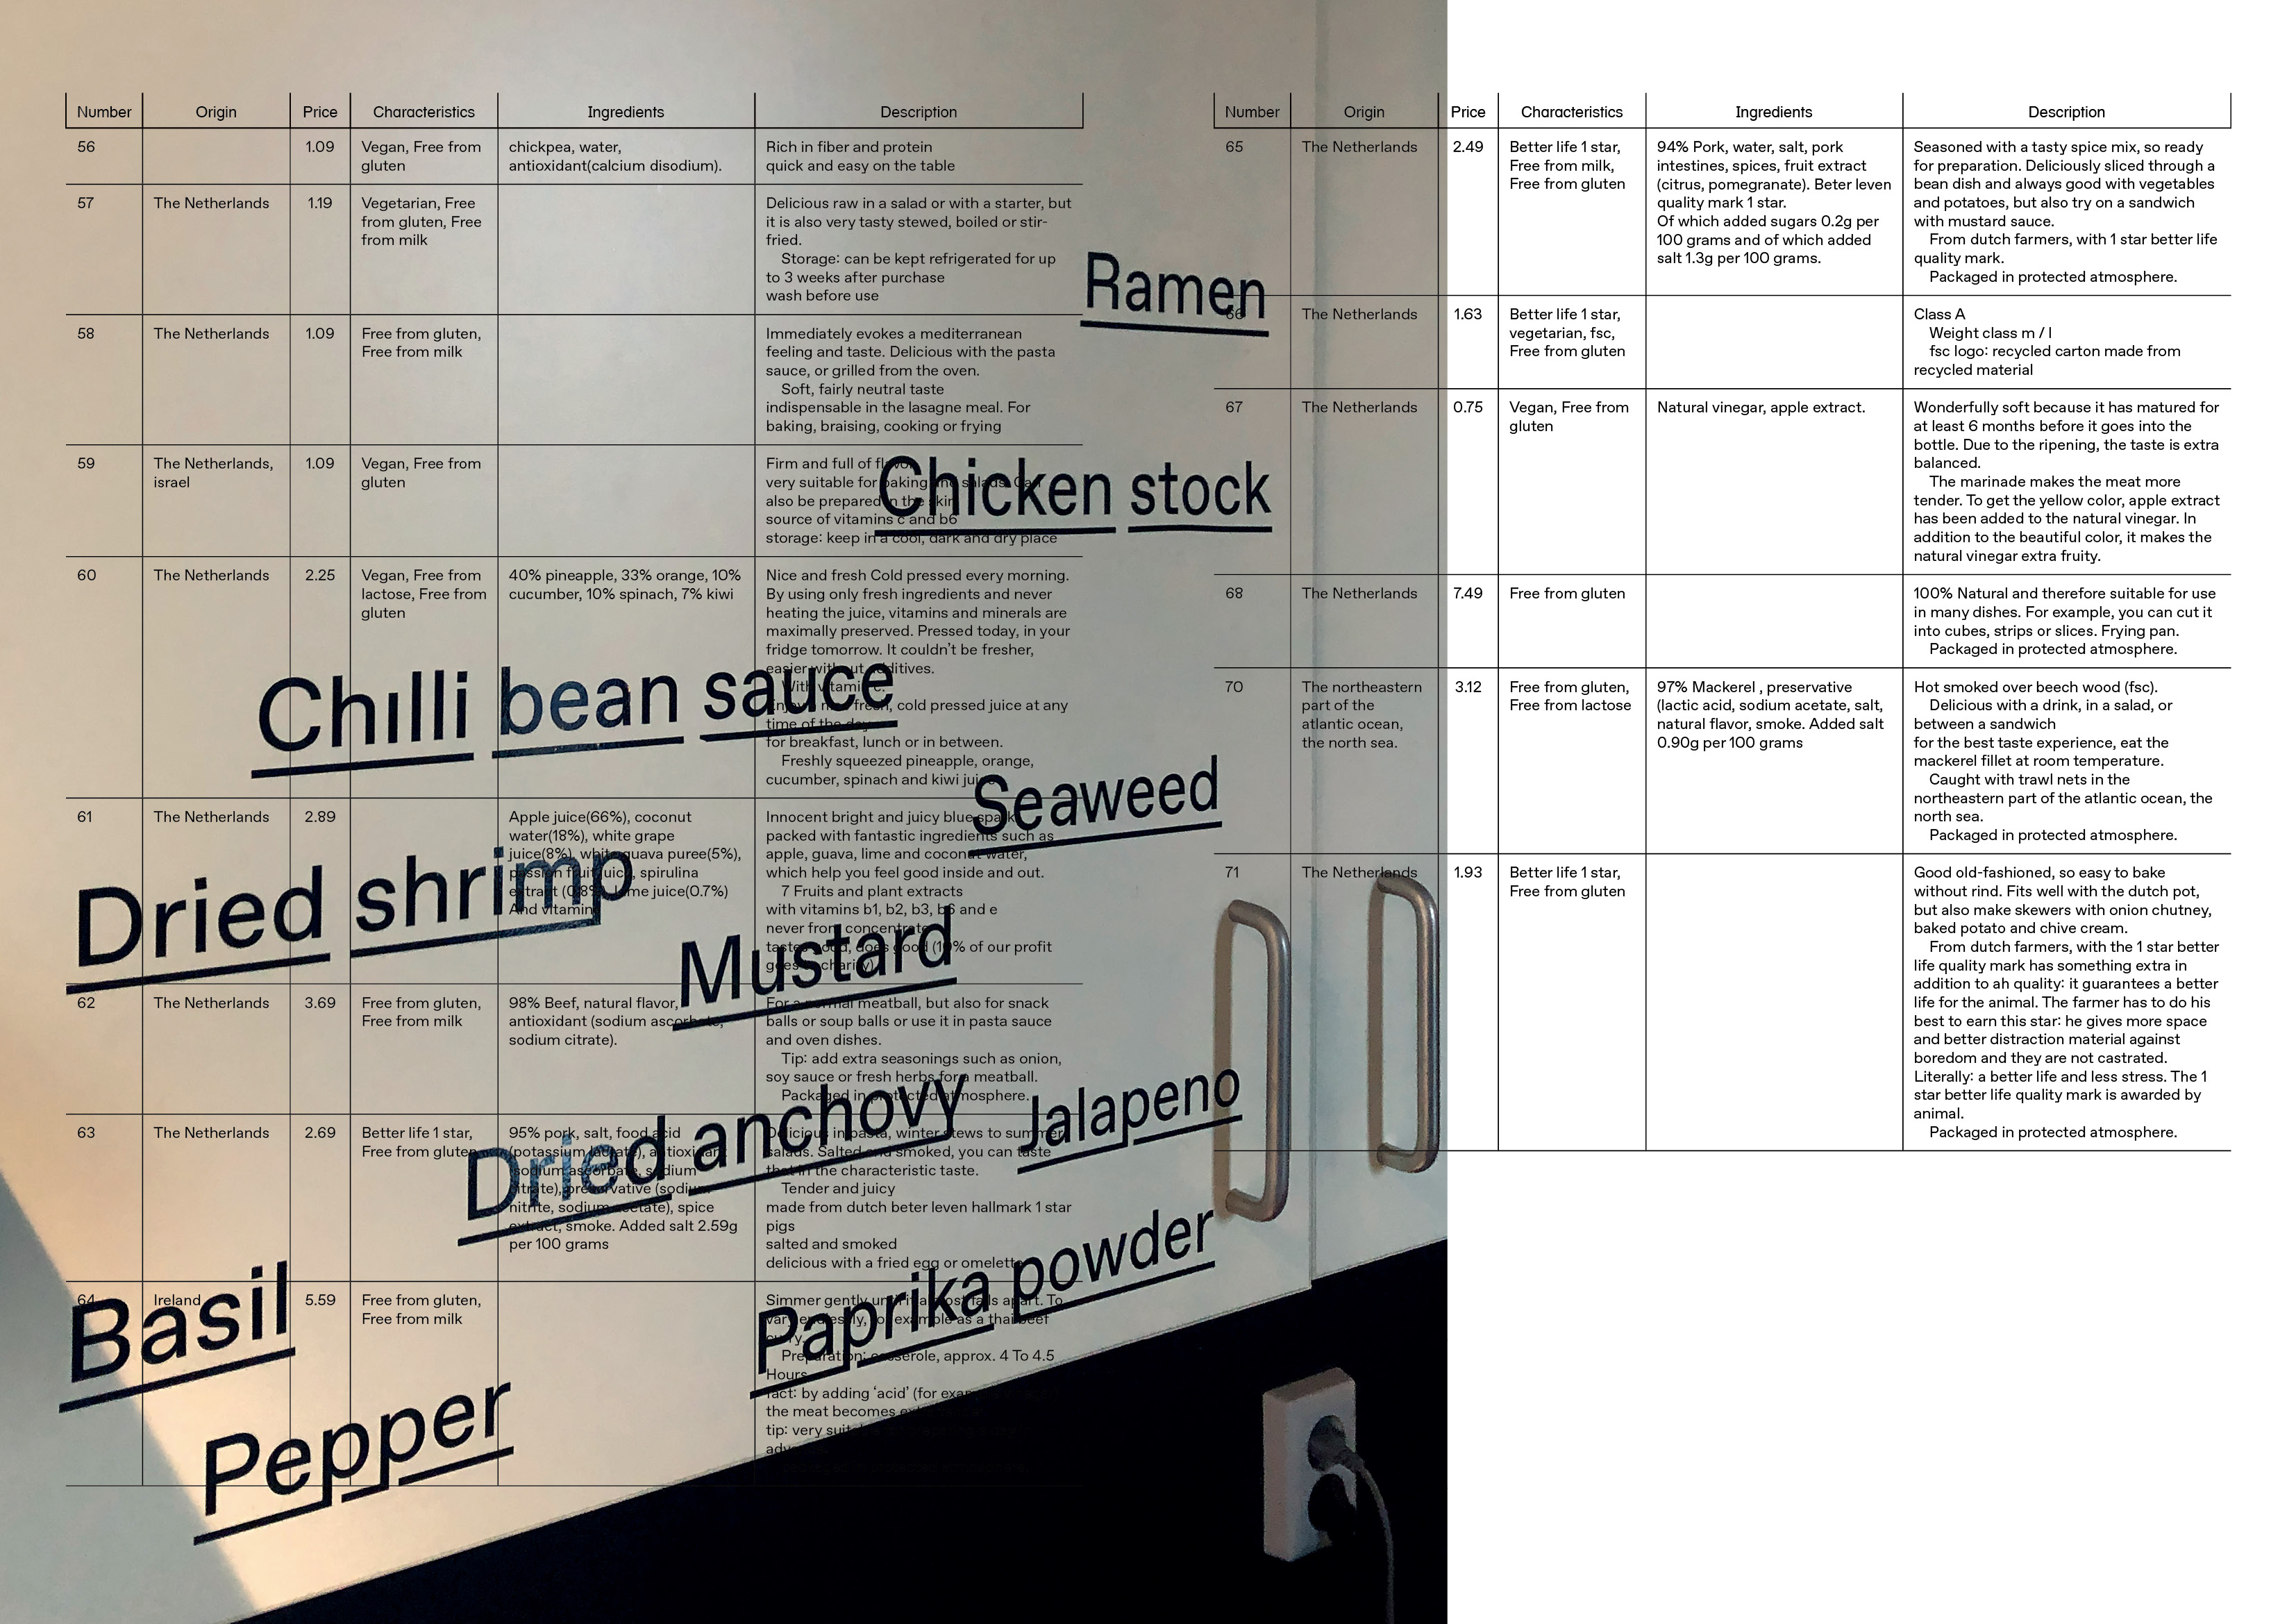 Number Origin Price Characteristics Ingredients Description
56 1.09 Vegan, Free from chickpea, water, Rich in fiber and protein
gluten antioxidant(calcium disodium). quick and easy on the table
57 The Netherlands 1.19 Vegetarian, Free Delicious raw in a salad or with a starter, but
from gluten, Free it is also very tasty stewed, boiled or stir-
from milk fried.
Storage: can be kept refrigerated for up
to 3 weeks after purchase
wash before use
58 The Netherlands 1.09 Free from gluten, Immediately evokes a mediterranean
Free from milk feeling and taste. Delicious with the pasta
sauce, or grilled from the oven.
Soft, fairly neutral taste
indispensable in the lasagne meal. For
baking, braising, cooking or frying
59 The Netherlands, 1.09 Vegan, Free from Firm and full of flavor
israel gluten very suitable for baking and salads. Can
also be prepared in the skin
source of vitamins c and b6
storage: keep in a cool, dark and dry place
60 The Netherlands 2.25 Vegan, Free from 40% pineapple, 33% orange, 10% Nice and fresh Cold pressed every morning.
lactose, Free from cucumber, 10% spinach, 7% kiwi By using only fresh ingredients and never
gluten heating the juice, vitamins and minerals are
maximally preserved. Pressed today, in your
fridge tomorrow. It couldn't be fresher,
easier without additives.
With vitamin c.
Enjoy a nice fresh, cold pressed juice at any
time of the day
for breakfast, lunch or in between.
Freshly squeezed pineapple, orange,
cucumber, spinach and kiwi juice
61 The Netherlands 2.89 Apple juice(66%), coconut Innocent bright and juicy blue spark
water(18%), white grape packed with fantastic ingredients such as
juice(8%), white guava puree(5%), apple, guava, lime and coconut water,
passion fruit juice, spirulina which help you feel good inside and out.
extract (0.8%), lime juice(0.7%) 7 Fruits and plant extracts
And vitamin with vitamins b1, b2, b3, b6 and e
never from concentrate
tastes good, does good (10% of our profit
goes to charity)
62 The Netherlands 3.69 Free from gluten, 98% Beef, natural flavor, For a normal meatball, but also for snack
Free from milk antioxidant (sodium ascorbate, balls or soup balls or use it in pasta sauce
sodium citrate). and oven dishes.
Tip: add extra seasonings such as onion,
soy sauce or fresh herbs for a meatball.
Packaged in protected atmosphere.
63 The Netherlands 2.69 Better life 1 star, 95% pork, salt, food acid Delicious in pasta, winter stews to summer
Free from gluten (potassium lactate), antioxidant salads. Salted and smoked, you can taste
(sodium ascorbate, sodium that in the characteristic taste.
citrate), preservative (sodium Tender and juicy
nitrite, sodium acetate), spice made from dutch beter leven hallmark 1 star
extract, smoke. Added salt 2.59g pigs
per 100 grams salted and smoked
delicious with a fried egg or omelette
64 Ireland 5.59 Free from gluten, Simmer gently until it almost falls apart. To
Free from milk vary endlessly, for example as a thai beef
curry.
Preparation: casserole, approx. 4 To 4.5
Hours
fact: by adding 'acid' (for
the meat becomes
tip: very
Number Origin Price Characteristics Ingredients Description
65 The Netherlands 2.49 Better life 1 star, 94% Pork, water, salt, pork Seasoned with a tasty spice mix, so ready
Free from milk, intestines, spices, fruit extract for preparation. Deliciously sliced through a
Free from gluten (citrus, pomegranate). Beter leven bean dish and always good with vegetables
quality mark 1 star. and potatoes, but also try on a sandwich
Of which added sugars 0.2g per with mustard sauce.
100 grams and of which added From dutch farmers, with 1 star better life
salt 1.3g per 100 grams. quality mark.
Packaged in protected atmosphere.
66 The Netherlands 1.63 Better life 1 star, Class A
vegetarian, fsc, Weight class m / l
Free from gluten fsc logo: recycled carton made from
recycled material
67 The Netherlands 0.75 Vegan, Free from Natural vinegar, apple extract. Wonderfully soft because it has matured for
gluten at least 6 months before it goes into the
bottle. Due to the ripening, the taste is extra
balanced.
The marinade makes the meat more
tender. To get the yellow color, apple extract
has been added to the natural vinegar. In
addition to the beautiful color, it makes the
natural vinegar extra fruity.
68 The Netherlands 7.49 Free from gluten 100% Natural and therefore suitable for use
in many dishes. For example, you can cut it
into cubes, strips or slices. Frying pan.
Packaged in protected atmosphere.
70 The northeastern 3.12 Free from gluten, 97% Mackerel , preservative Hot smoked over beech wood (fsc).
part of the Free from lactose (lactic acid, sodium acetate, salt, Delicious with a drink, in a salad, or
atlantic ocean, natural flavor, smoke. Added salt between a sandwich
the north sea. 0.90g per 100 grams for the best taste experience, eat the
mackerel fillet at room temperature.
Caught with trawl nets in the
northeastern part of the atlantic ocean, the
north sea.
Packaged in protected atmosphere.
71 The Netherlands 1.93 Better life 1 star, Good old-fashioned, so easy to bake
Free from gluten without rind. Fits well with the dutch pot,
but also make skewers with onion chutney,
baked potato and chive cream.
From dutch farmers, with the 1 star better
life quality mark has something extra in
addition to ah quality: it guarantees a better
life for the animal. The farmer has to do his
best to earn this star: he gives more space
and better distraction material against
boredom and they are not castrated.
Literally: a better life and less stress. The 1
star better life quality mark is awarded by
animal.
Packaged in protected atmosphere.
Ramen
Chicken stock
Chilli bean sauce
Seaweed
Dried shrimp
Mustard
Dried anchovy
Jalapeno
Basil
Paprika powder
Pepper